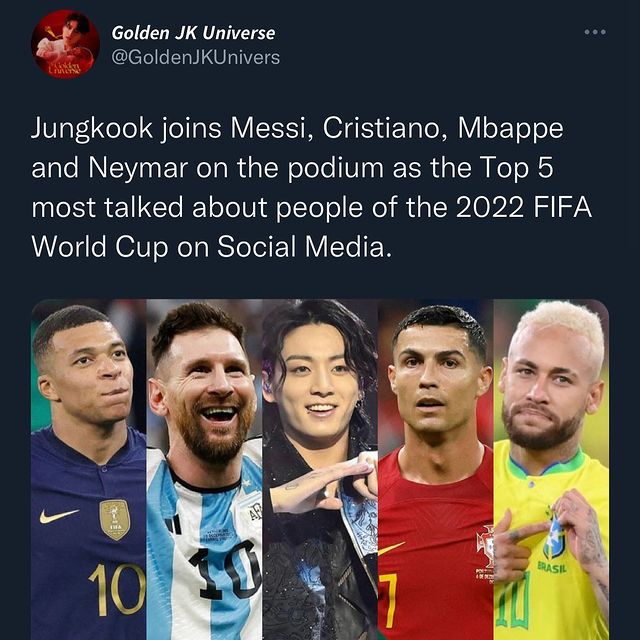 Golden JK Universe
@GoldenJKUnivers
Jungkook joins Messi, Cristiano, Mbappe
and Neymar on the podium as the Top 5
most talked about people of the 2022 FIFA
World Cup on Social Media.
FIFA
10
10
7
BRASIL
10